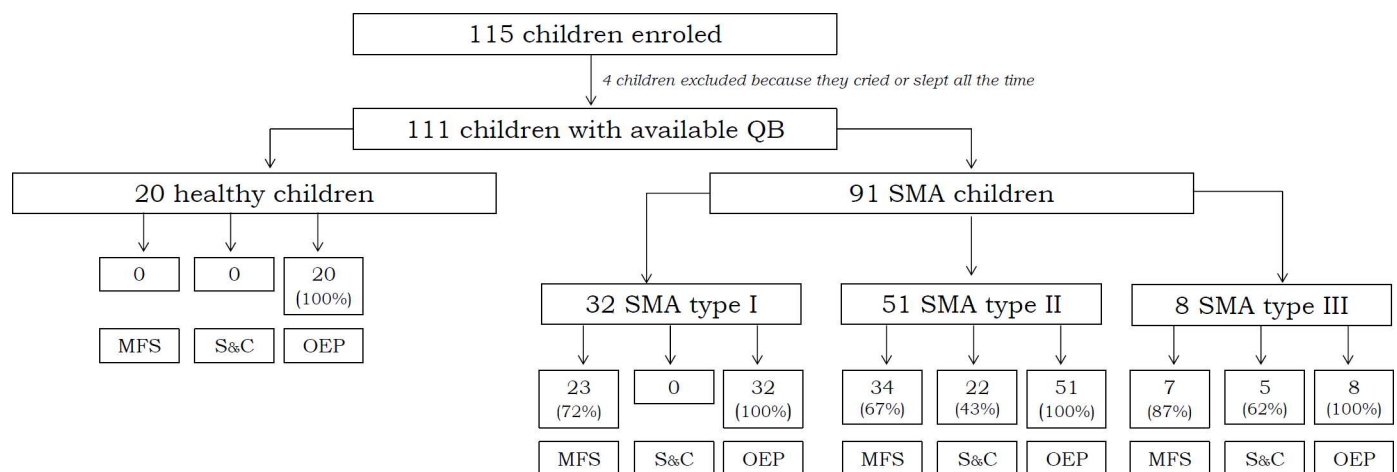 115 children enroled
4 children excluded because they cried or slept all the time
111 children with available QB
20 healthy children
91 SMA children
0
0
20
(100%)
MFS
S&C
OEP
32 SMA type I
51 SMA type II
8 SMA type III
23
(72%)
0
32
(100%)
34
(67%)
22
(43%)
51
(100%)
7
(87%)
5
(62%)
8
(100%)
MFS
S&C
OEP
MFS
S&C
OEP
MFS
S&C
OEP